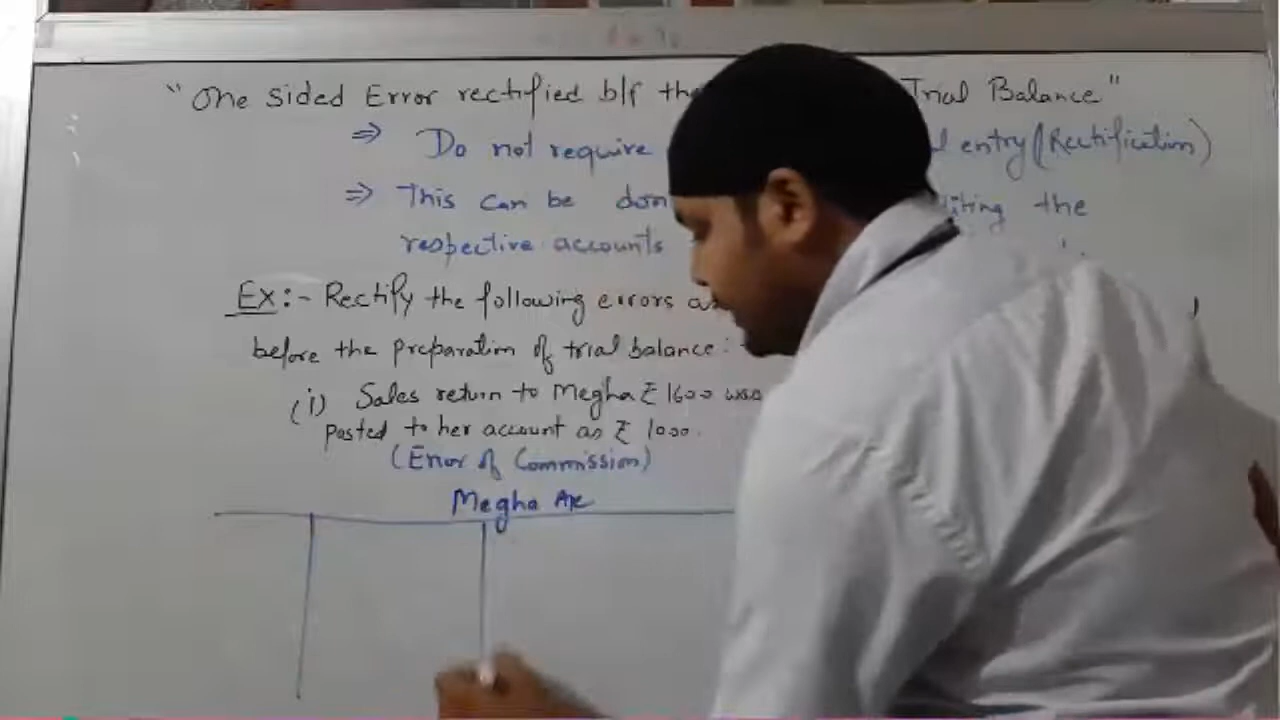 "One Sided Error rectified b/f the Trial Balance"
⇒ Do not require entry (Rectification)
⇒ This can be the
respective accounts
Ex:- Rectify the following errors
before the preparation of trial balance:
(i) Sales return to Megha ₹ 1600 was
posted to her account as ₹ 1000.
(Error of Commission)
Megha A/c